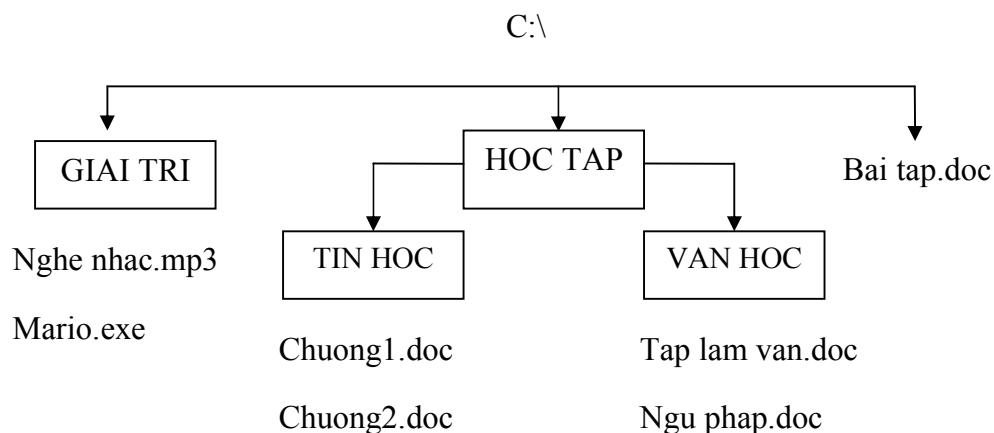 C:\
GIAI TRI
HOC TAP
Bai tap.doc
Nghe nhac.mp3
TIN HOC
VAN HOC
Mario.exe
Chuong1.doc
Tap lam van.doc
Chuong2.doc
Ngu phap.doc